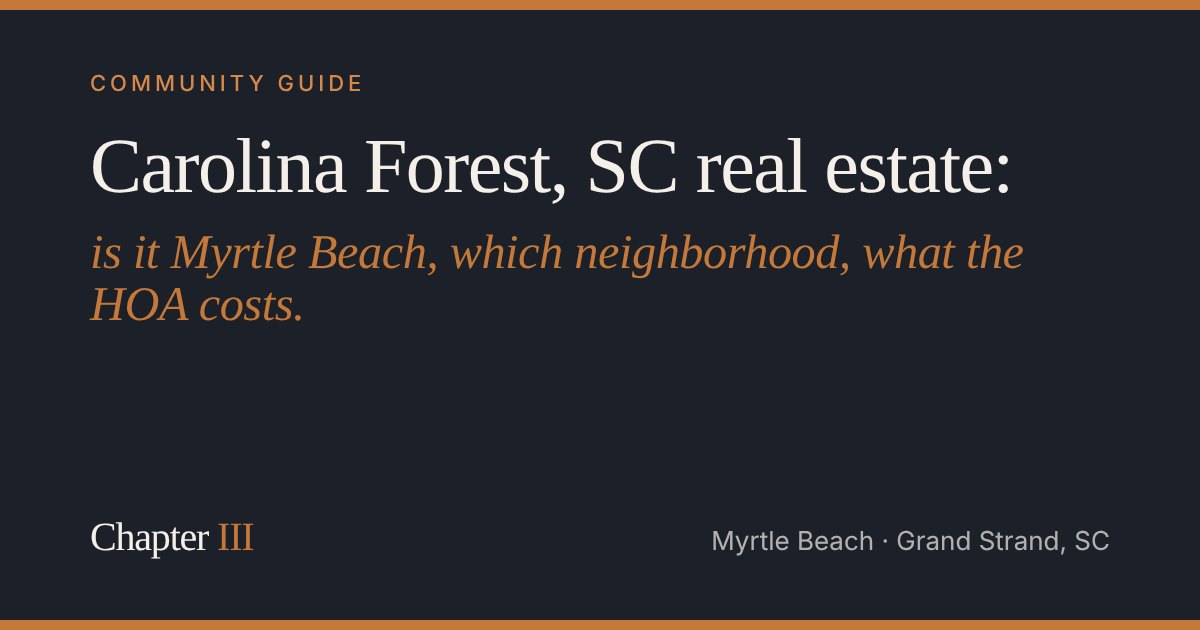 COMMUNITY GUIDE
Carolina Forest, SC real estate:
is it Myrtle Beach, which neighborhood, what the
HOA costs.
Chapter III
Myrtle Beach · Grand Strand, SC